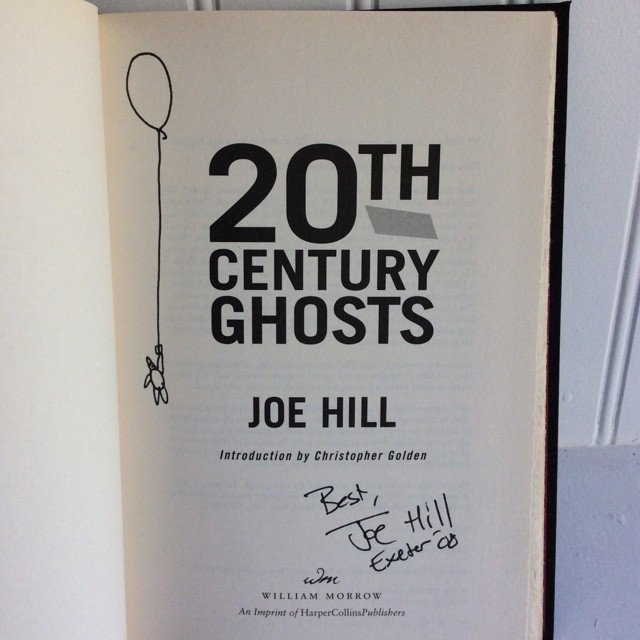 20TH
CENTURY
GHOSTS
JOE HILL
Introduction by Christopher Golden
Best,
Joe Hill
Exeter '08
wm
WILLIAM MORROW
An Imprint of HarperCollinsPublishers